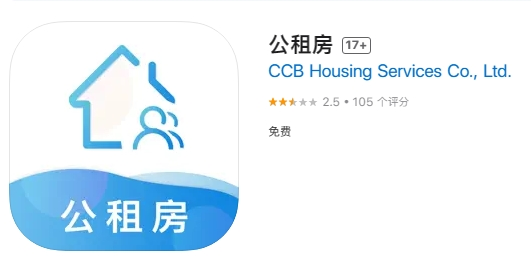 公租房
公租房 17+
CCB Housing Services Co., Ltd.
2.5 • 105 个评分
免费